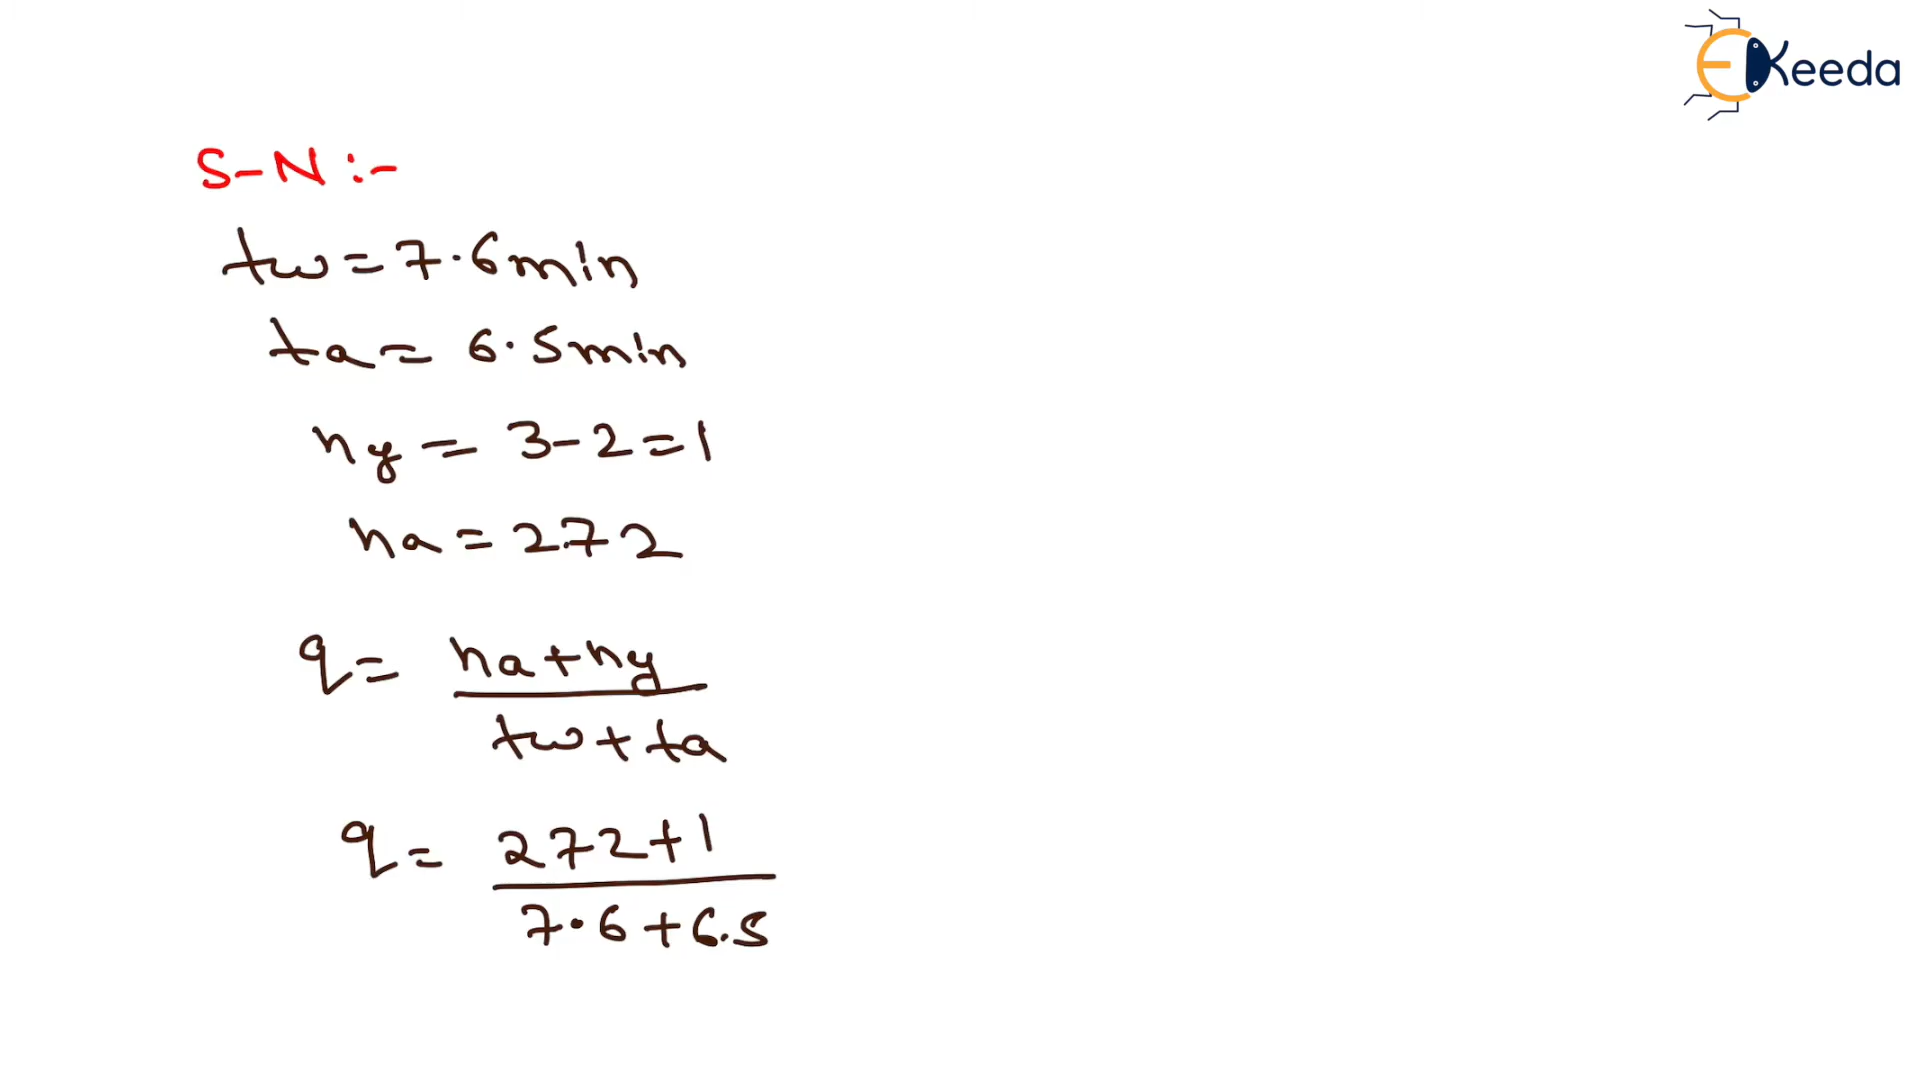 EKeeda
S-N :-
tw = 7.6 min
ta = 6.5 min
ny = 3-2 = 1
na = 272
q = na + ny / tw + ta
q = 272 + 1 / 7.6 + 6.5